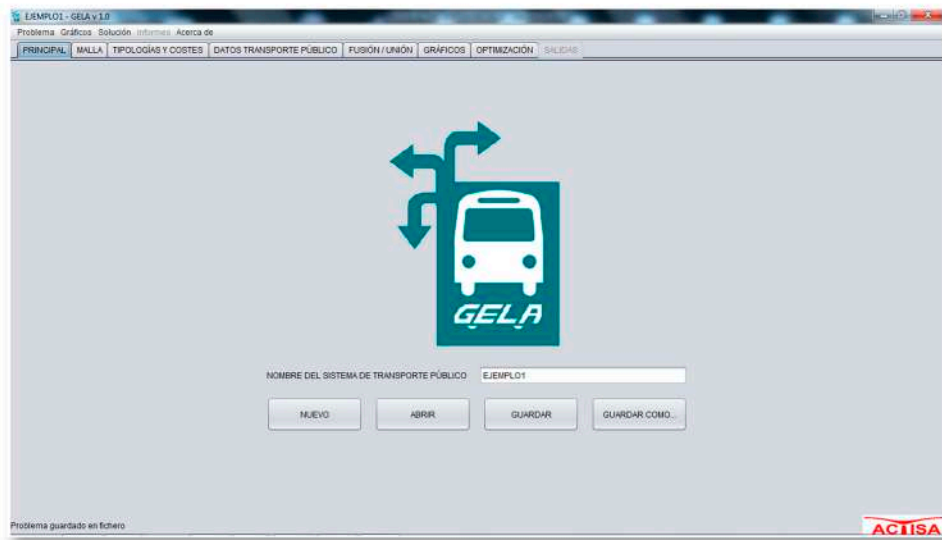 EJEMPLO1 - GELA v 1.0
Problema Gráficos Solución Informes Acerca de
PRINCIPAL MALLA TIPOLOGÍAS Y COSTES DATOS TRANSPORTE PÚBLICO FUSIÓN / UNIÓN GRÁFICOS OPTIMIZACIÓN SALIDAS
GELA
NOMBRE DEL SISTEMA DE TRANSPORTE PÚBLICO EJEMPLO1
NUEVO ABRIR GUARDAR GUARDAR COMO...
Problema guardado en fichero
ACTISA